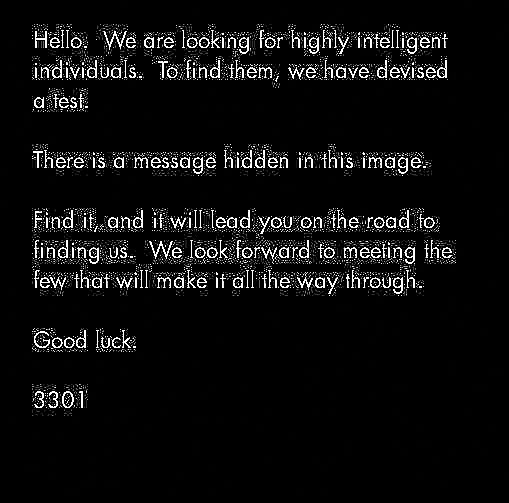 Hello.  We are looking for highly intelligent
individuals.  To find them, we have devised
a test.
There is a message hidden in this image.
Find it, and it will lead you on the road to
finding us.  We look forward to meeting the
few that will make it all the way through.
Good luck.
3301